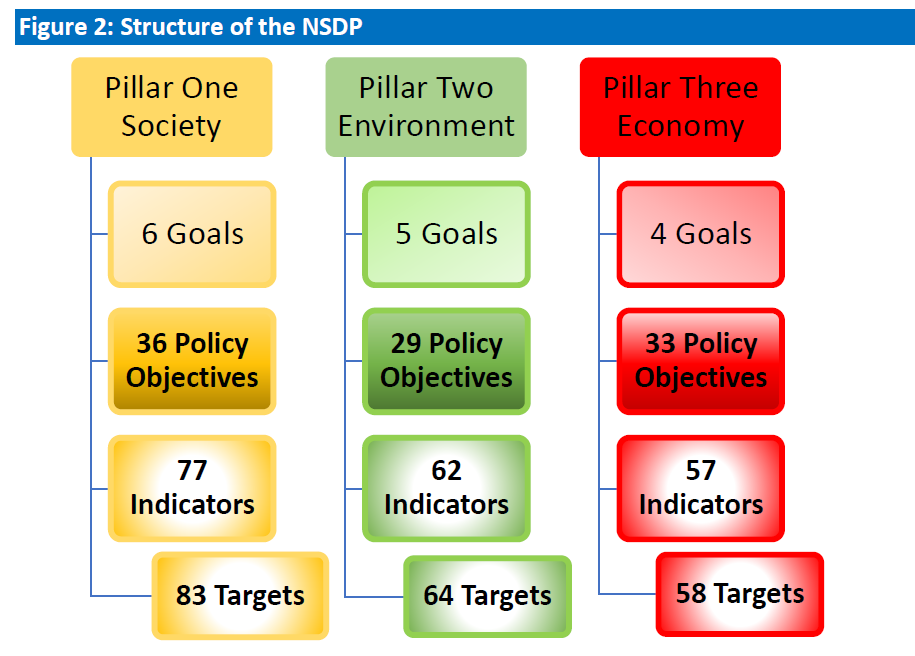 Figure 2: Structure of the NSDP
Pillar One
Society
6 Goals
36 Policy
Objectives
77
Indicators
83 Targets
Pillar Two
Environment
5 Goals
29 Policy
Objectives
62
Indicators
64 Targets
Pillar Three
Economy
4 Goals
33 Policy
Objectives
57
Indicators
58 Targets